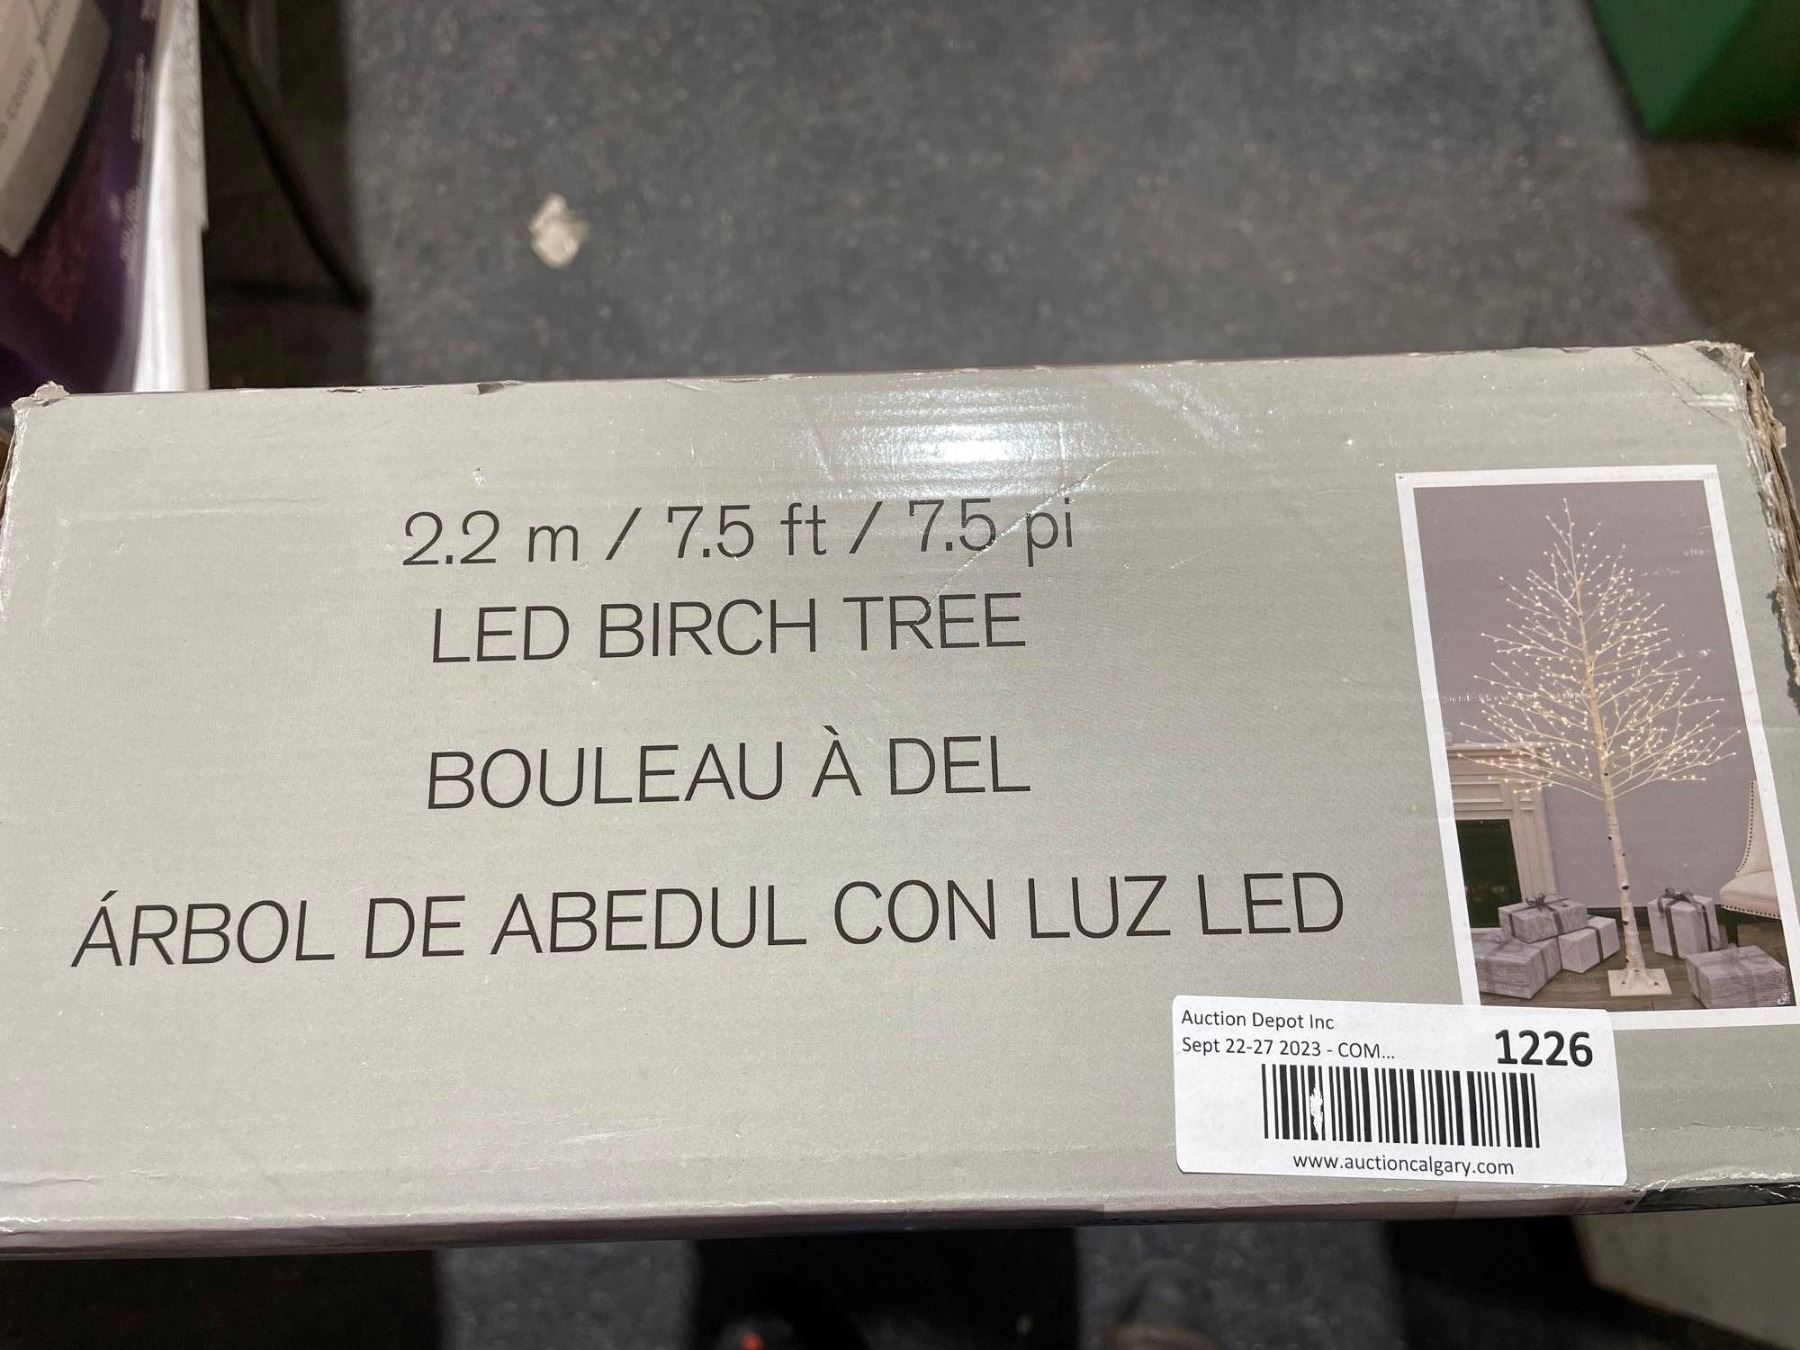 2.2 m / 7.5 ft / 7.5 pi
LED BIRCH TREE
BOULEAU À DEL
ÁRBOL DE ABEDUL CON LUZ LED
Auction Depot Inc
Sept 22-27 2023 - COM...
1226
www.auctioncalgary.com